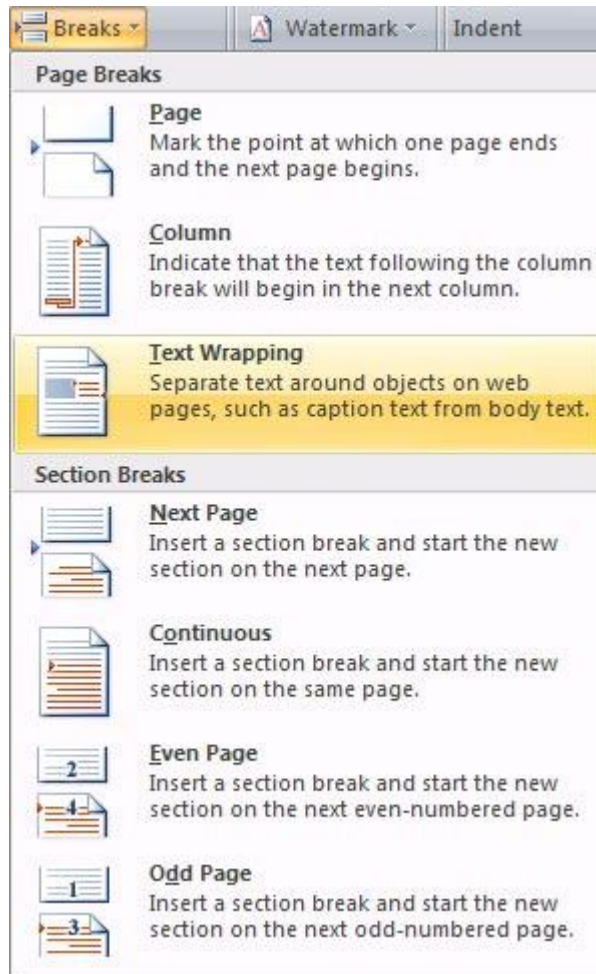 Breaks Watermark Indent
Page Breaks
Page
Mark the point at which one page ends
and the next page begins.
Column
Indicate that the text following the column
break will begin in the next column.
Text Wrapping
Separate text around objects on web
pages, such as caption text from body text.
Section Breaks
Next Page
Insert a section break and start the new
section on the next page.
Continuous
Insert a section break and start the new
section on the same page.
2
4
Even Page
Insert a section break and start the new
section on the next even-numbered page.
1
3
Odd Page
Insert a section break and start the new
section on the next odd-numbered page.